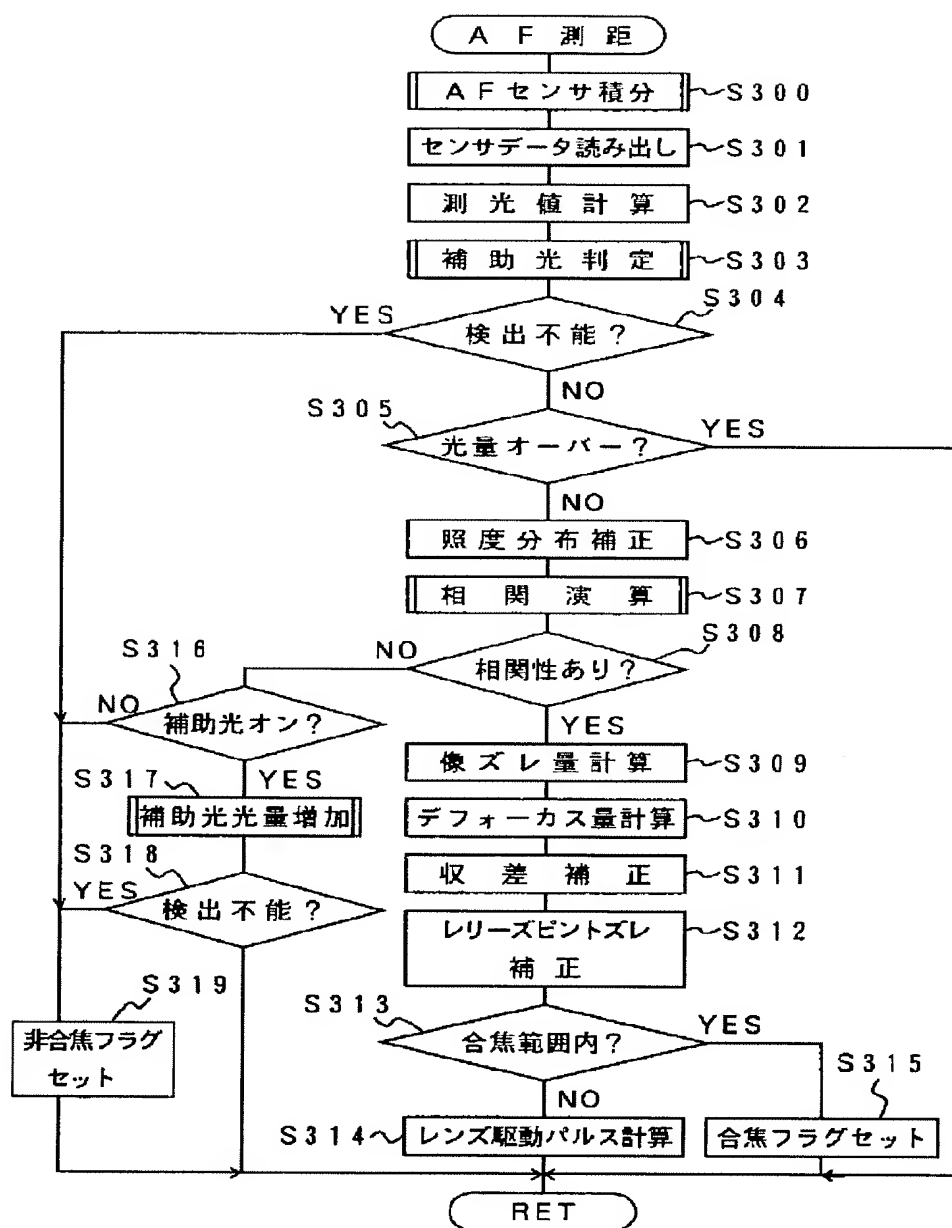 AF測距
AFセンサ積分
S300
センサデータ読み出し
S301
測光値計算
S302
補助光判定
S303
S304
YES
検出不能?
NO
S305
YES
光量オーバー?
NO
照度分布補正
S306
相関演算
S307
S308
S316
NO
相関性あり?
NO
補助光オン?
YES
YES
像ズレ量計算
S309
S317
補助光光量増加
デフォーカス量計算
S310
S318
収差補正
S311
YES
検出不能?
レリーズピントズレ
補正
S312
S319
S313
YES
非合焦フラグ
セット
合焦範囲内?
S315
NO
S314
レンズ駆動パルス計算
合焦フラグセット
RET